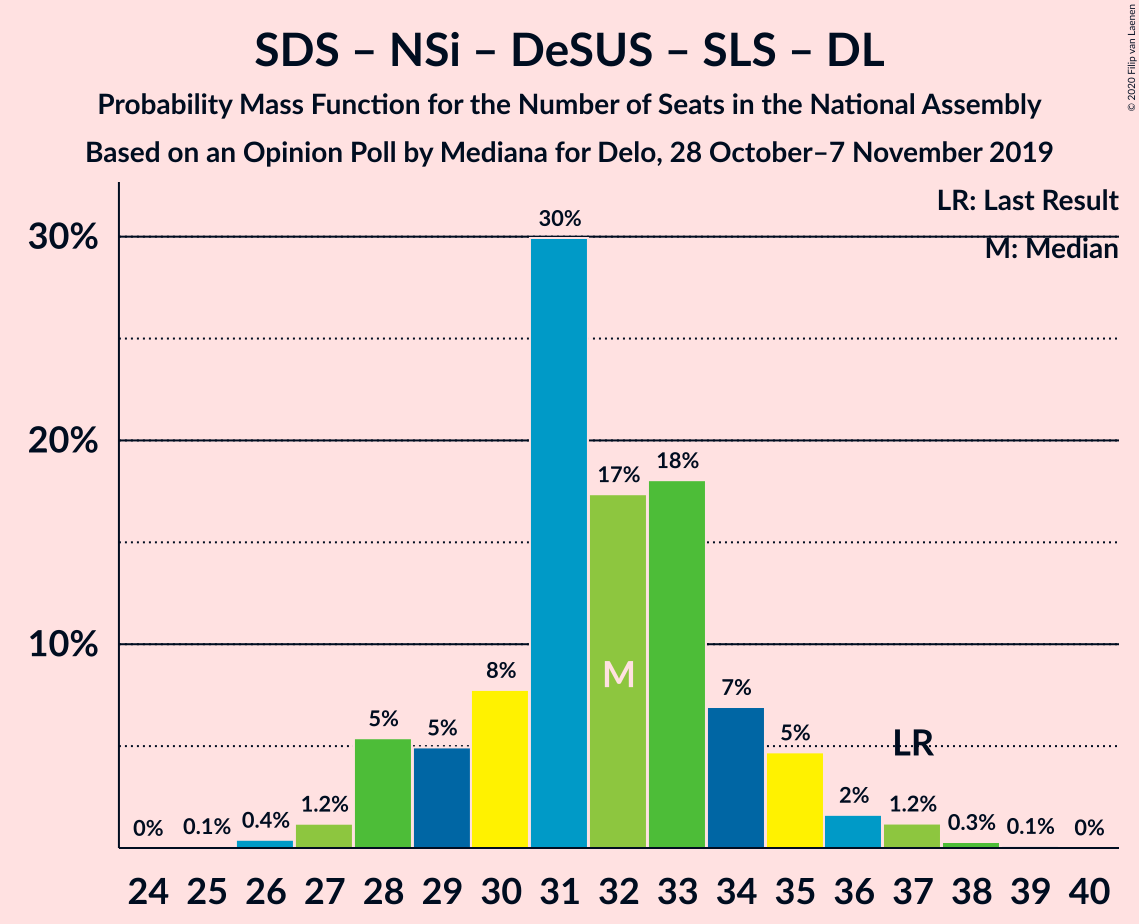 SDS – NSi – DeSUS – SLS – DL
Probability Mass Function for the Number of Seats in the National Assembly
Based on an Opinion Poll by Mediana for Delo, 28 October–7 November 2019
© 2020 Filip van Laenen
LR: Last Result
M: Median
30%
20%
10%
0%
0.1%
0.4%
1.2%
5%
5%
8%
30%
17%
18%
7%
5%
2%
1.2%
0.3%
0.1%
0%
M
LR
24 25 26 27 28 29 30 31 32 33 34 35 36 37 38 39 40